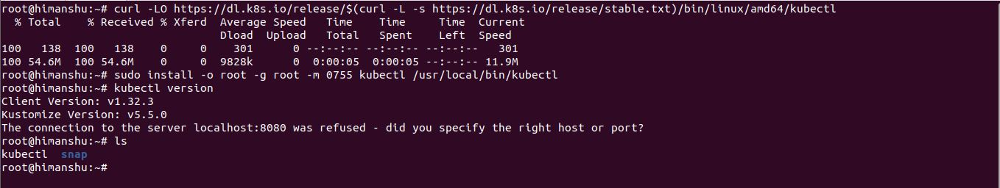 root@himanshu:~# curl -LO https://dl.k8s.io/release/$(curl -L -s https://dl.k8s.io/release/stable.txt)/bin/linux/amd64/kubectl
  % Total    % Received % Xferd  Average Speed   Time    Time     Time  Current
                                 Dload  Upload   Total   Spent    Left  Speed
100   138  100   138    0     0    301      0 --:--:-- --:--:-- --:--:--   301
100 54.6M  100 54.6M    0     0  9828k      0  0:00:05  0:00:05 --:--:-- 11.9M
root@himanshu:~# sudo install -o root -g root -m 0755 kubectl /usr/local/bin/kubectl
root@himanshu:~# kubectl version
Client Version: v1.32.3
Kustomize Version: v5.5.0
The connection to the server localhost:8080 was refused - did you specify the right host or port?
root@himanshu:~# ls
kubectl  snap
root@himanshu:~#